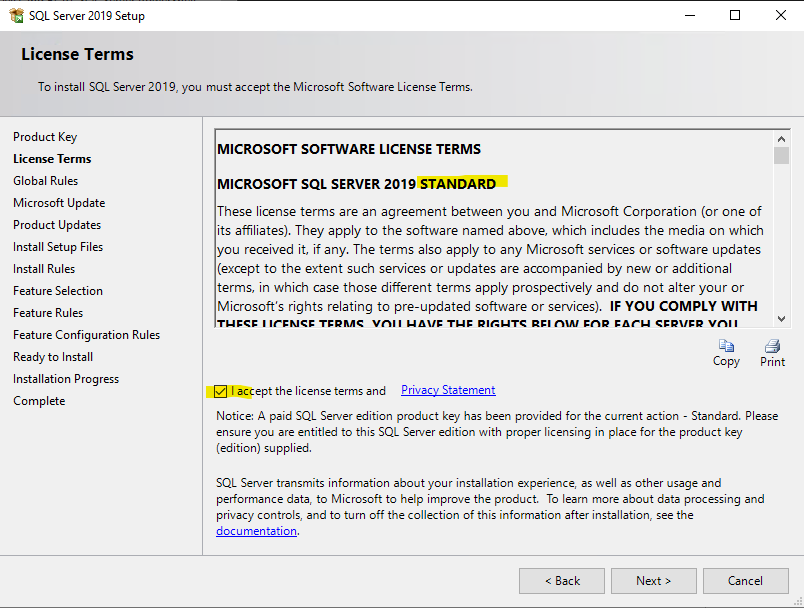 SQL Server 2019 Setup
License Terms
To install SQL Server 2019, you must accept the Microsoft Software License Terms.
Product Key
License Terms
Global Rules
Microsoft Update
Product Updates
Install Setup Files
Install Rules
Feature Selection
Feature Rules
Feature Configuration Rules
Ready to Install
Installation Progress
Complete
MICROSOFT SOFTWARE LICENSE TERMS
MICROSOFT SQL SERVER 2019 STANDARD
These license terms are an agreement between you and Microsoft Corporation (or one of
its affiliates). They apply to the software named above, which includes the media on which
you received it, if any. The terms also apply to any Microsoft services or software updates
(except to the extent such services or updates are accompanied by new or additional
terms, in which case those different terms apply prospectively and do not alter your or
Microsoft’s rights relating to pre-updated software or services). IF YOU COMPLY WITH
THESE LICENSE TERMS, YOU HAVE THE RIGHTS BELOW FOR EACH SERVER YOU
Copy
Print
I accept the license terms and Privacy Statement
Notice: A paid SQL Server edition product key has been provided for the current action - Standard. Please
ensure you are entitled to this SQL Server edition with proper licensing in place for the product key
(edition) supplied.
SQL Server transmits information about your installation experience, as well as other usage and
performance data, to Microsoft to help improve the product. To learn more about data processing and
privacy controls, and to turn off the collection of this information after installation, see the
documentation.
< Back
Next >
Cancel